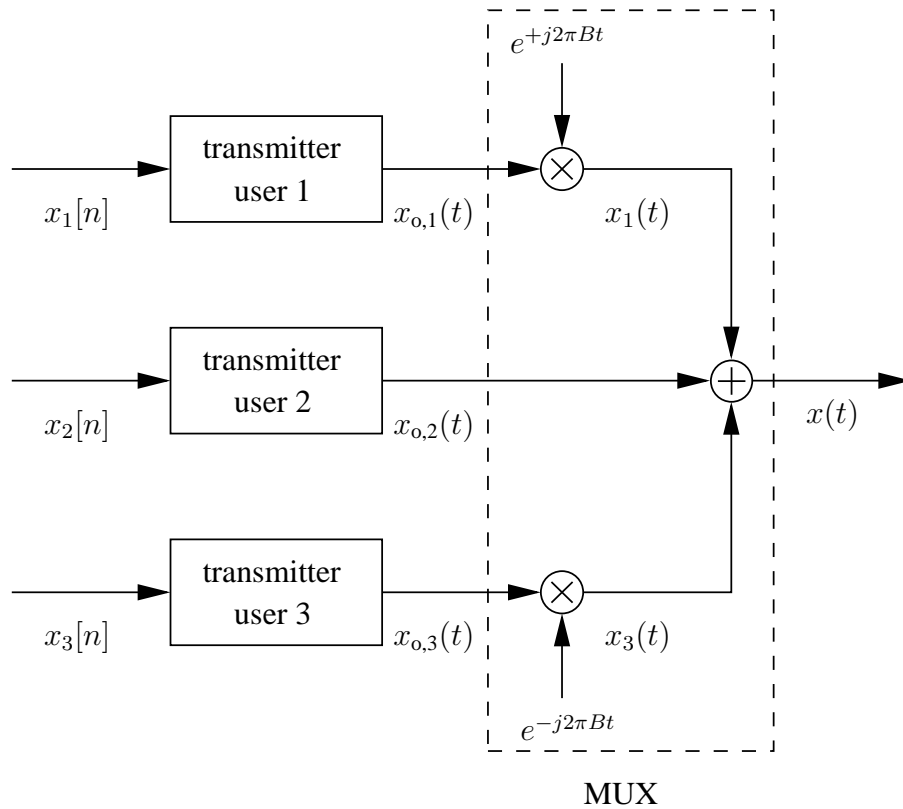 e^{+j2πBt}
transmitter
user 1
x_1[n]
x_{o,1}(t)
x_1(t)
transmitter
user 2
x_2[n]
x_{o,2}(t)
x(t)
transmitter
user 3
x_3[n]
x_{o,3}(t)
x_3(t)
e^{-j2πBt}
MUX